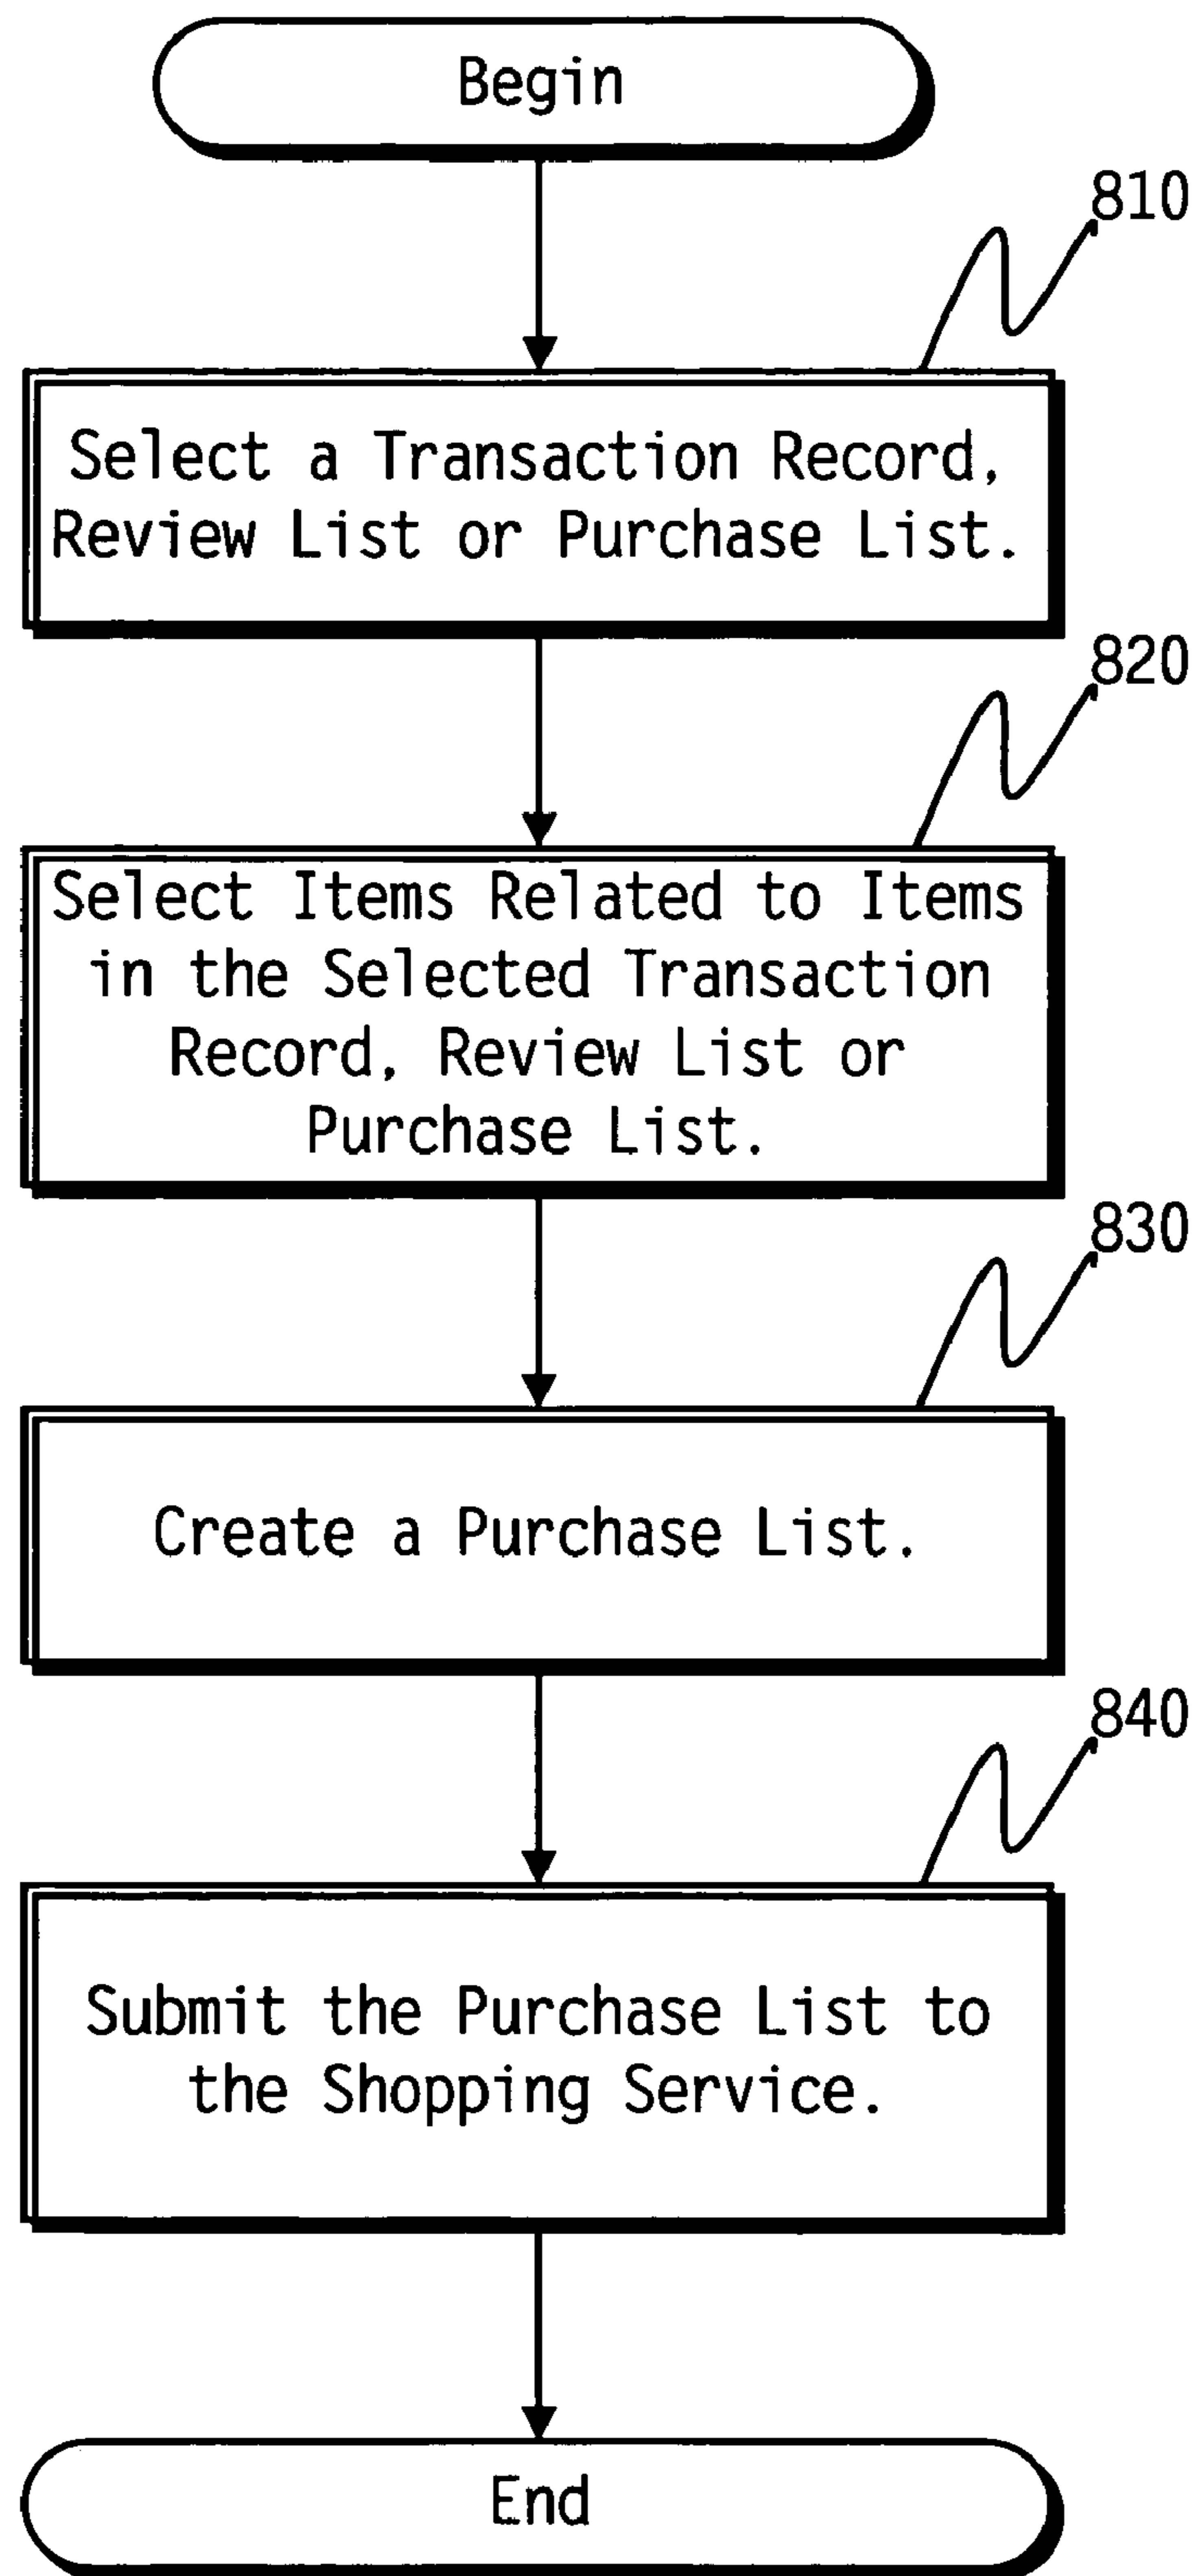 Begin
810
Select a Transaction Record,
Review List or Purchase List.
820
Select Items Related to Items
in the Selected Transaction
Record, Review List or
Purchase List.
830
Create a Purchase List.
840
Submit the Purchase List to
the Shopping Service.
End